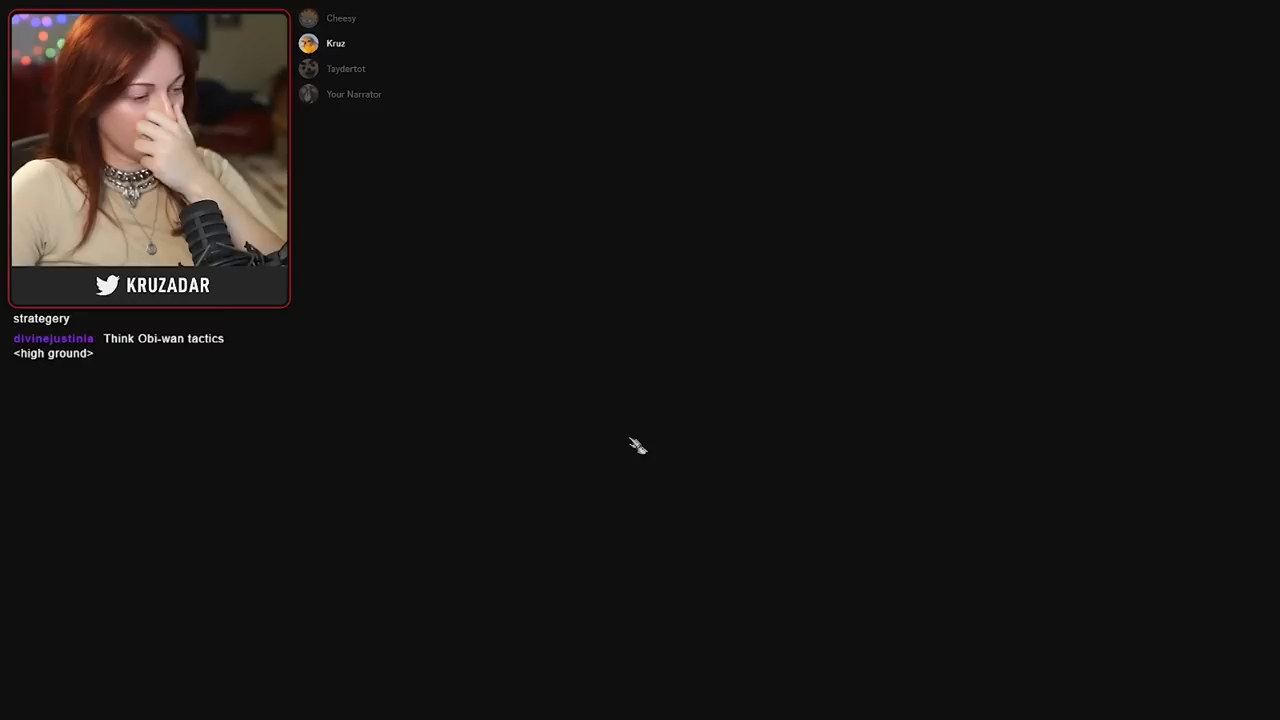 Cheesy
Kruz
Taydertot
Your Narrator
KRUZADAR
strategery
divinejustinia Think Obi-wan tactics
<high ground>